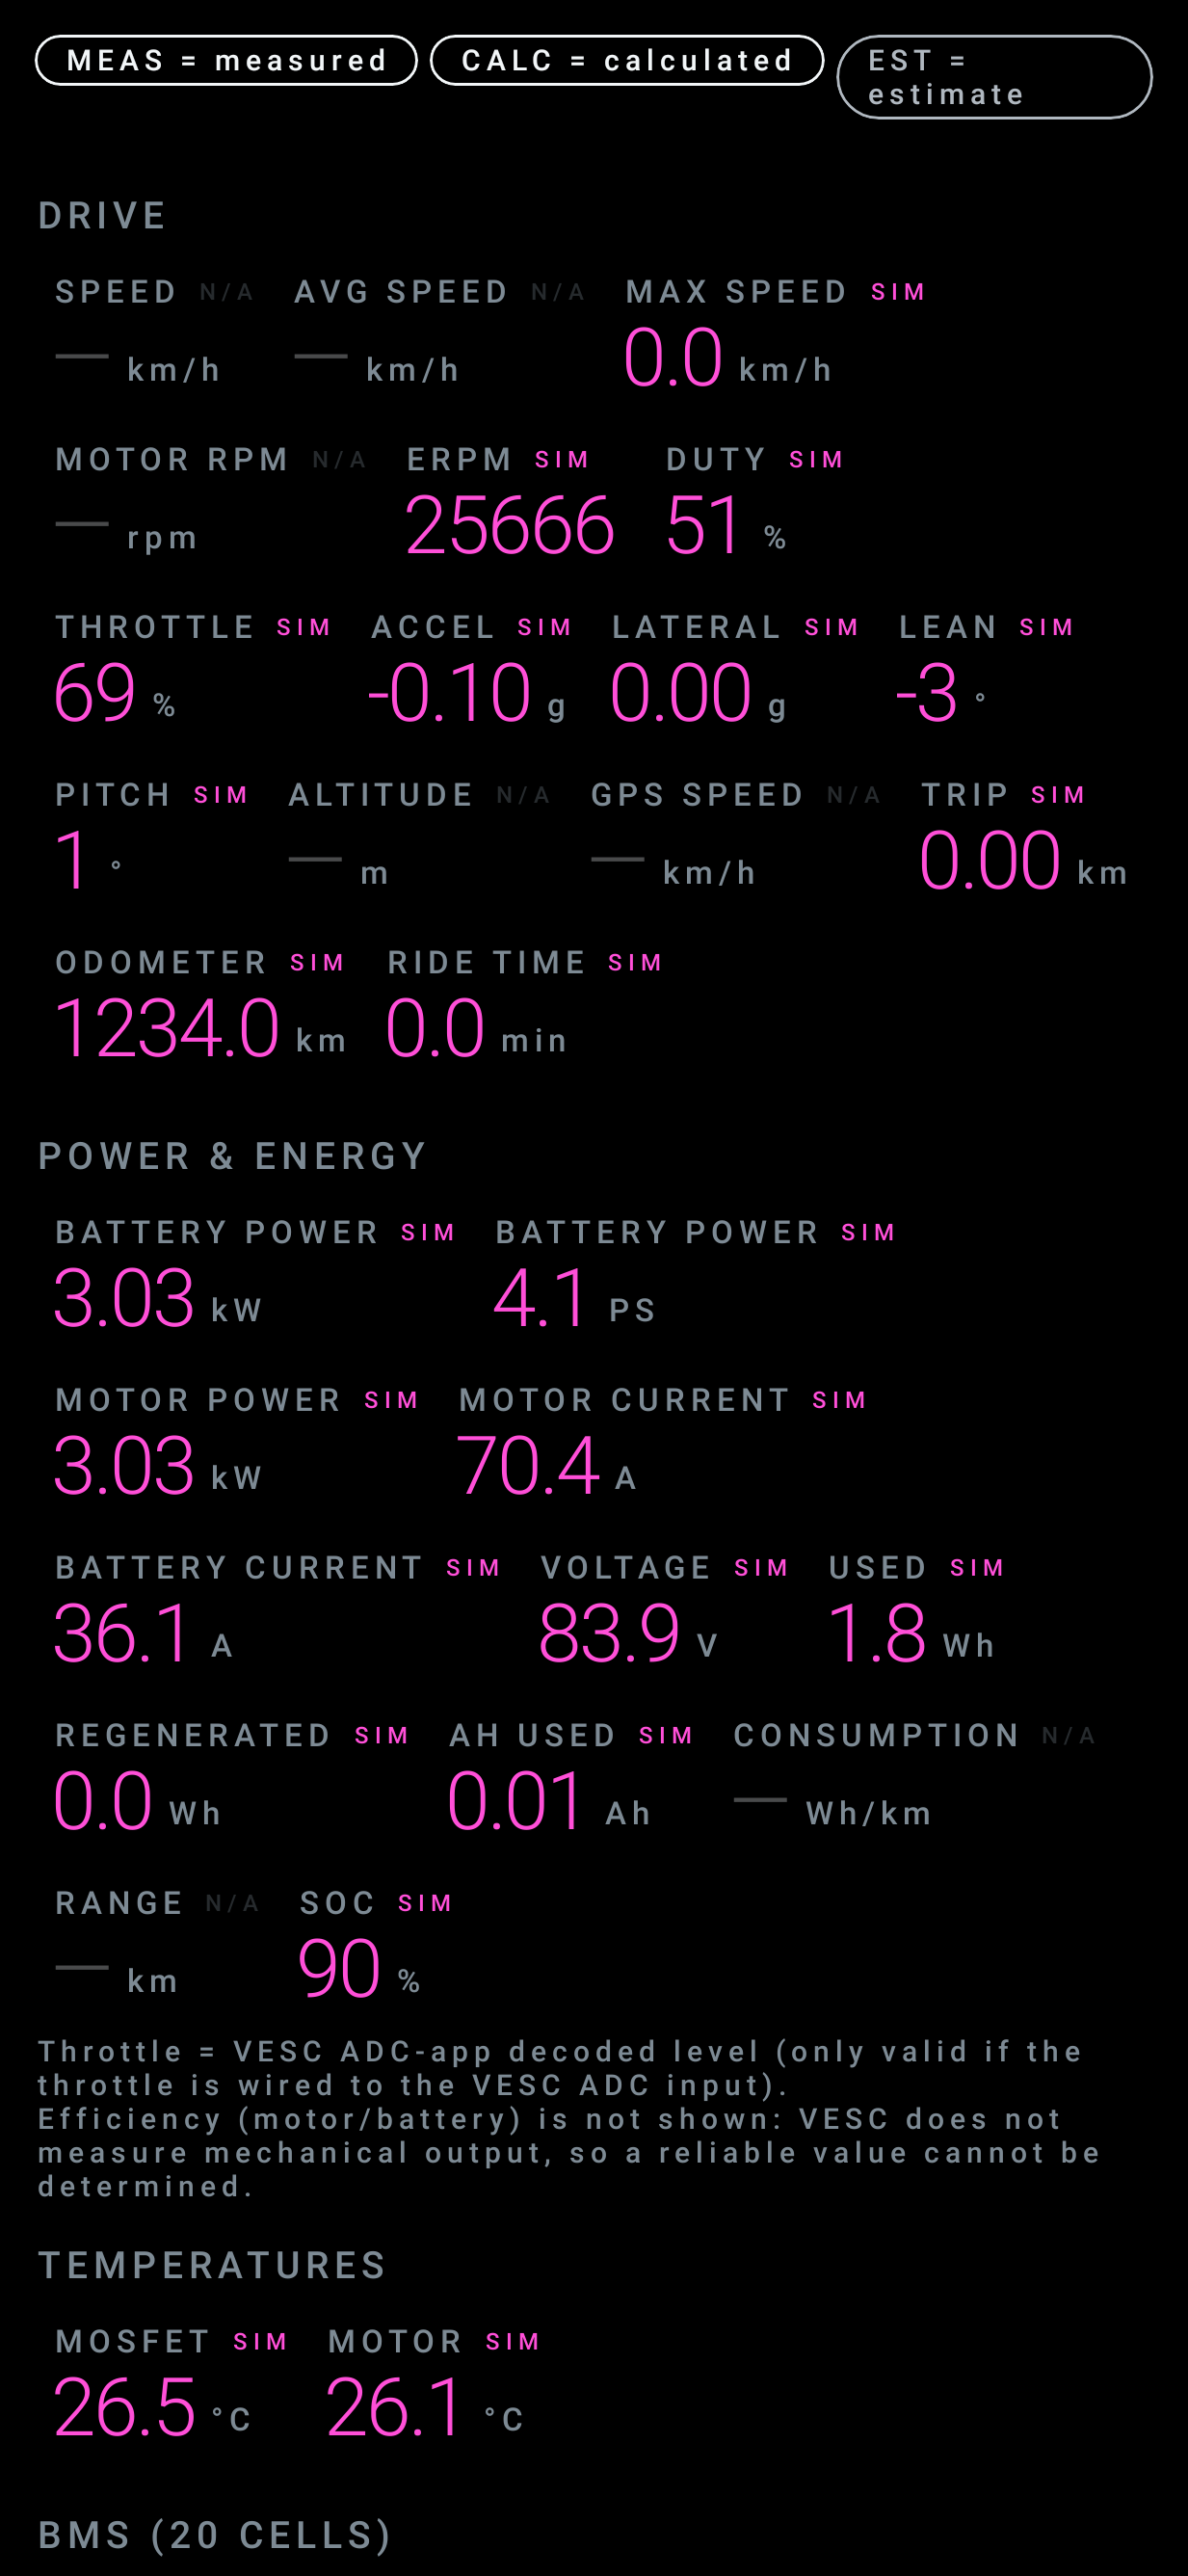 MEAS = measured CALC = calculated EST =
estimate
DRIVE
SPEED N/A AVG SPEED N/A MAX SPEED SIM
— km/h — km/h 0.0 km/h
MOTOR RPM N/A ERPM SIM DUTY SIM
— rpm 25666 51 %
THROTTLE SIM ACCEL SIM LATERAL SIM LEAN SIM
69 % -0.10 g 0.00 g -3 °
PITCH SIM ALTITUDE N/A GPS SPEED N/A TRIP SIM
1 ° — m — km/h 0.00 km
ODOMETER SIM RIDE TIME SIM
1234.0 km 0.0 min
POWER & ENERGY
BATTERY POWER SIM BATTERY POWER SIM
3.03 kW 4.1 PS
MOTOR POWER SIM MOTOR CURRENT SIM
3.03 kW 70.4 A
BATTERY CURRENT SIM VOLTAGE SIM USED SIM
36.1 A 83.9 V 1.8 Wh
REGENERATED SIM AH USED SIM CONSUMPTION N/A
0.0 Wh 0.01 Ah — Wh/km
RANGE N/A SOC SIM
— km 90 %
Throttle = VESC ADC-app decoded level (only valid if the
throttle is wired to the VESC ADC input).
Efficiency (motor/battery) is not shown: VESC does not
measure mechanical output, so a reliable value cannot be
determined.
TEMPERATURES
MOSFET SIM MOTOR SIM
26.5 °C 26.1 °C
BMS (20 CELLS)